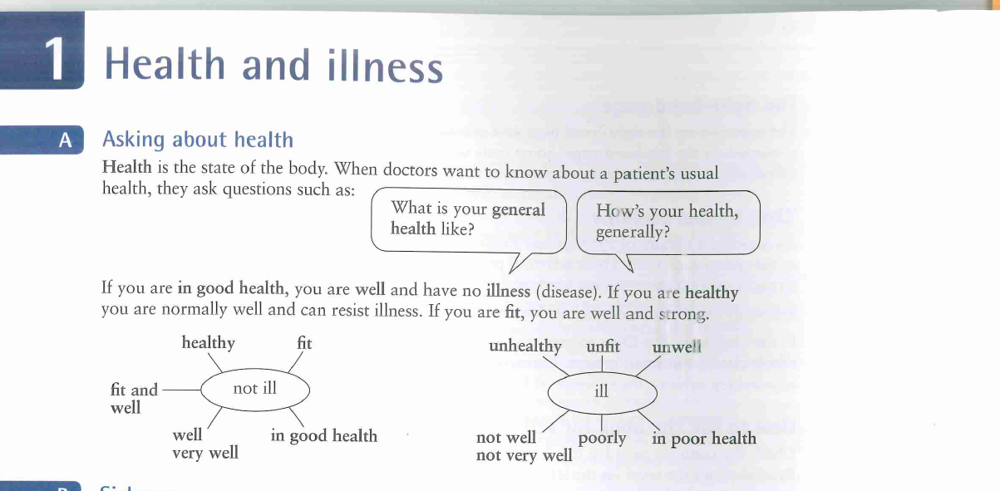 1 Health and illness
A Asking about health
Health is the state of the body. When doctors want to know about a patient's usual
health, they ask questions such as:
What is your general
health like?
How's your health,
generally?
If you are in good health, you are well and have no illness (disease). If you are healthy
you are normally well and can resist illness. If you are fit, you are well and strong.
healthy
fit
fit and
well
not ill
well
very well
in good health
unhealthy
unfit
unwell
ill
not well
not very well
poorly
in poor health